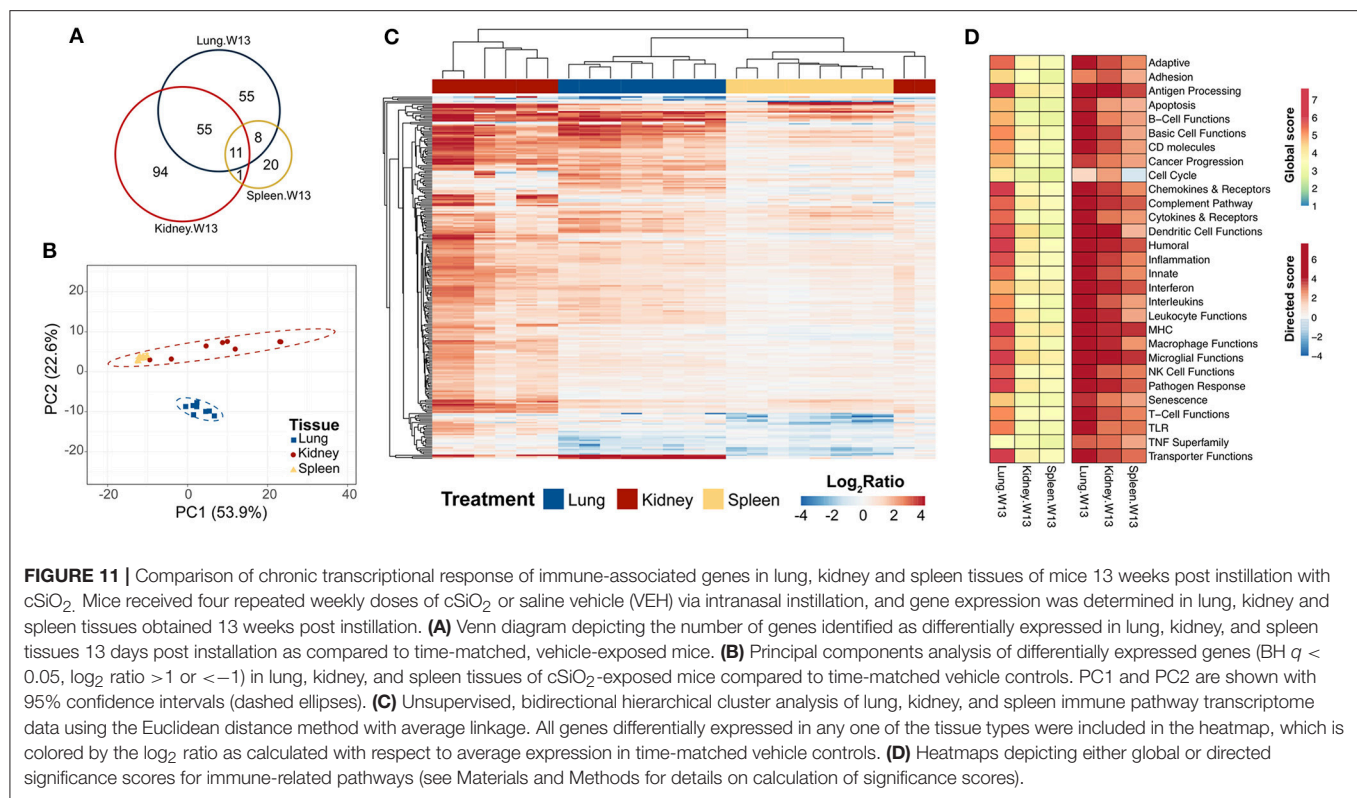 A
Lung.W13
55
55
8
11
20
94
1
Spleen.W13
Kidney.W13
B
20
10
0
-10
-20
PC2 (22.6%)
Tissue
Lung
Kidney
Spleen
-20 0 20 40
PC1 (53.9%)
C
Treatment Lung Kidney Spleen
Log2Ratio
-4 -2 0 2 4
D
Adaptive
Adhesion
Antigen Processing
Apoptosis
B-Cell Functions
Basic Cell Functions
CD molecules
Cancer Progression
Cell Cycle
Chemokines & Receptors
Complement Pathway
Cytokines & Receptors
Dendritic Cell Functions
Humoral
Inflammation
Innate
Interferon
Interleukins
Leukocyte Functions
MHC
Macrophage Functions
Microglial Functions
NK Cell Functions
Pathogen Response
Senescence
T-Cell Functions
TLR
TNF Superfamily
Transporter Functions
Lung.W13
Kidney.W13
Spleen.W13
Lung.W13
Kidney.W13
Spleen.W13
Global score
7
6
5
4
3
2
1
Directed score
6
4
2
0
-2
-4
FIGURE 11 | Comparison of chronic transcriptional response of immune-associated genes in lung, kidney and spleen tissues of mice 13 weeks post instillation with
cSiO2. Mice received four repeated weekly doses of cSiO2 or saline vehicle (VEH) via intranasal instillation, and gene expression was determined in lung, kidney and
spleen tissues obtained 13 weeks post instillation. (A) Venn diagram depicting the number of genes identified as differentially expressed in lung, kidney, and spleen
tissues 13 days post installation as compared to time-matched, vehicle-exposed mice. (B) Principal components analysis of differentially expressed genes (BH q <
0.05, log2 ratio >1 or <−1) in lung, kidney, and spleen tissues of cSiO2-exposed mice compared to time-matched vehicle controls. PC1 and PC2 are shown with
95% confidence intervals (dashed ellipses). (C) Unsupervised, bidirectional hierarchical cluster analysis of lung, kidney, and spleen immune pathway transcriptome
data using the Euclidean distance method with average linkage. All genes differentially expressed in any one of the tissue types were included in the heatmap, which is
colored by the log2 ratio as calculated with respect to average expression in time-matched vehicle controls. (D) Heatmaps depicting either global or directed
significance scores for immune-related pathways (see Materials and Methods for details on calculation of significance scores).